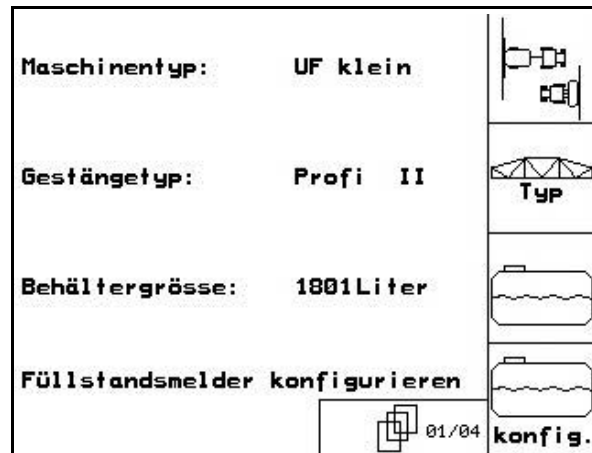 Maschinentyp: UF klein
Gestängetyp: Profi II
Typ
Behältergrösse: 1801Liter
Füllstandsmelder konfigurieren
01/04
konfig.